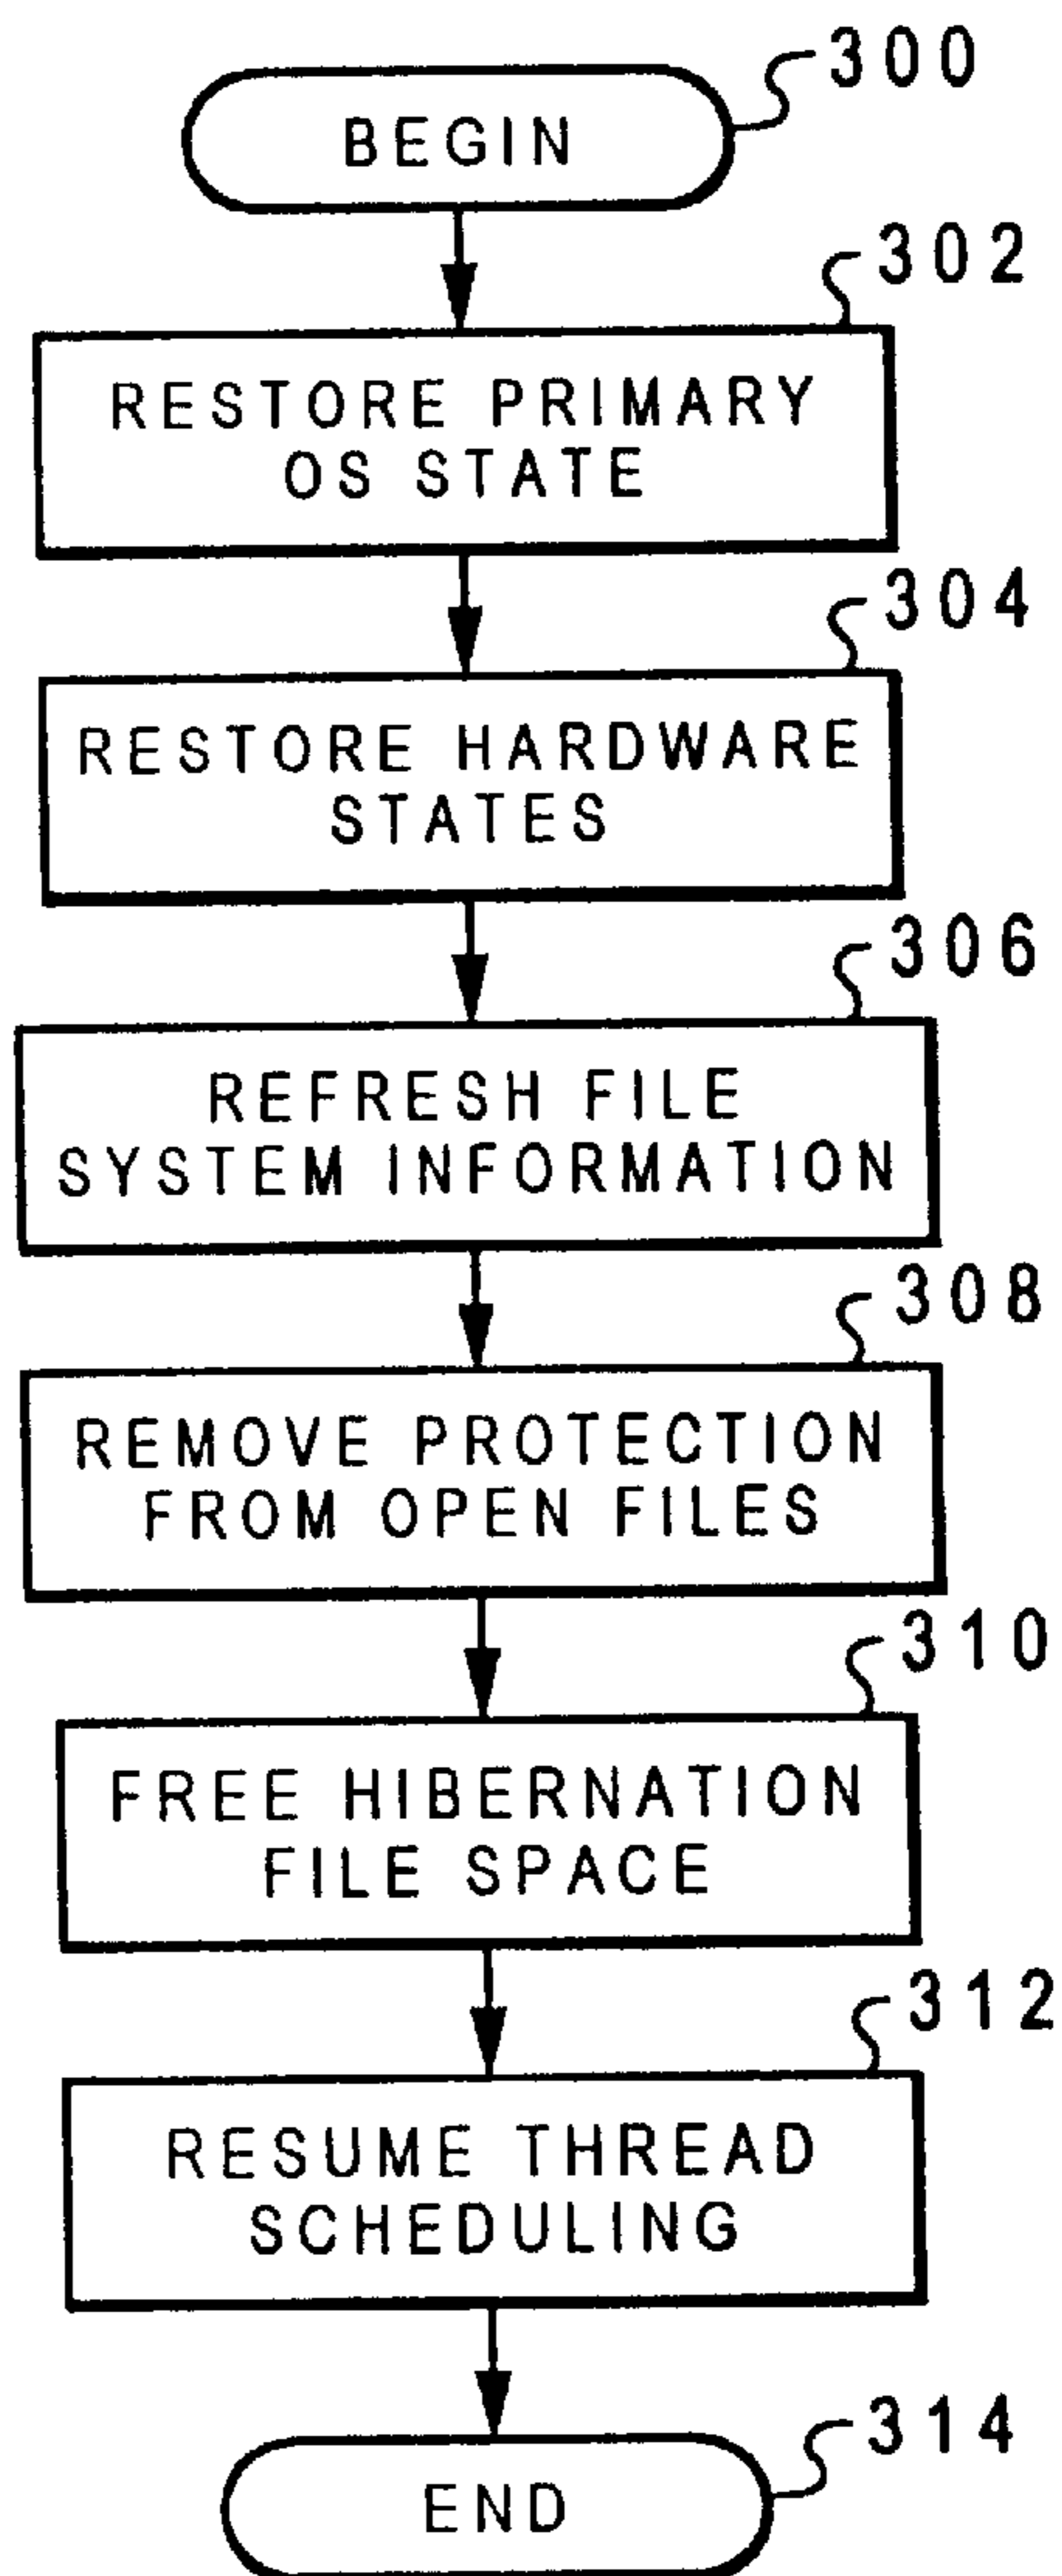 300
BEGIN
302
RESTORE PRIMARY
OS STATE
304
RESTORE HARDWARE
STATES
306
REFRESH FILE
SYSTEM INFORMATION
308
REMOVE PROTECTION
FROM OPEN FILES
310
FREE HIBERNATION
FILE SPACE
312
RESUME THREAD
SCHEDULING
314
END